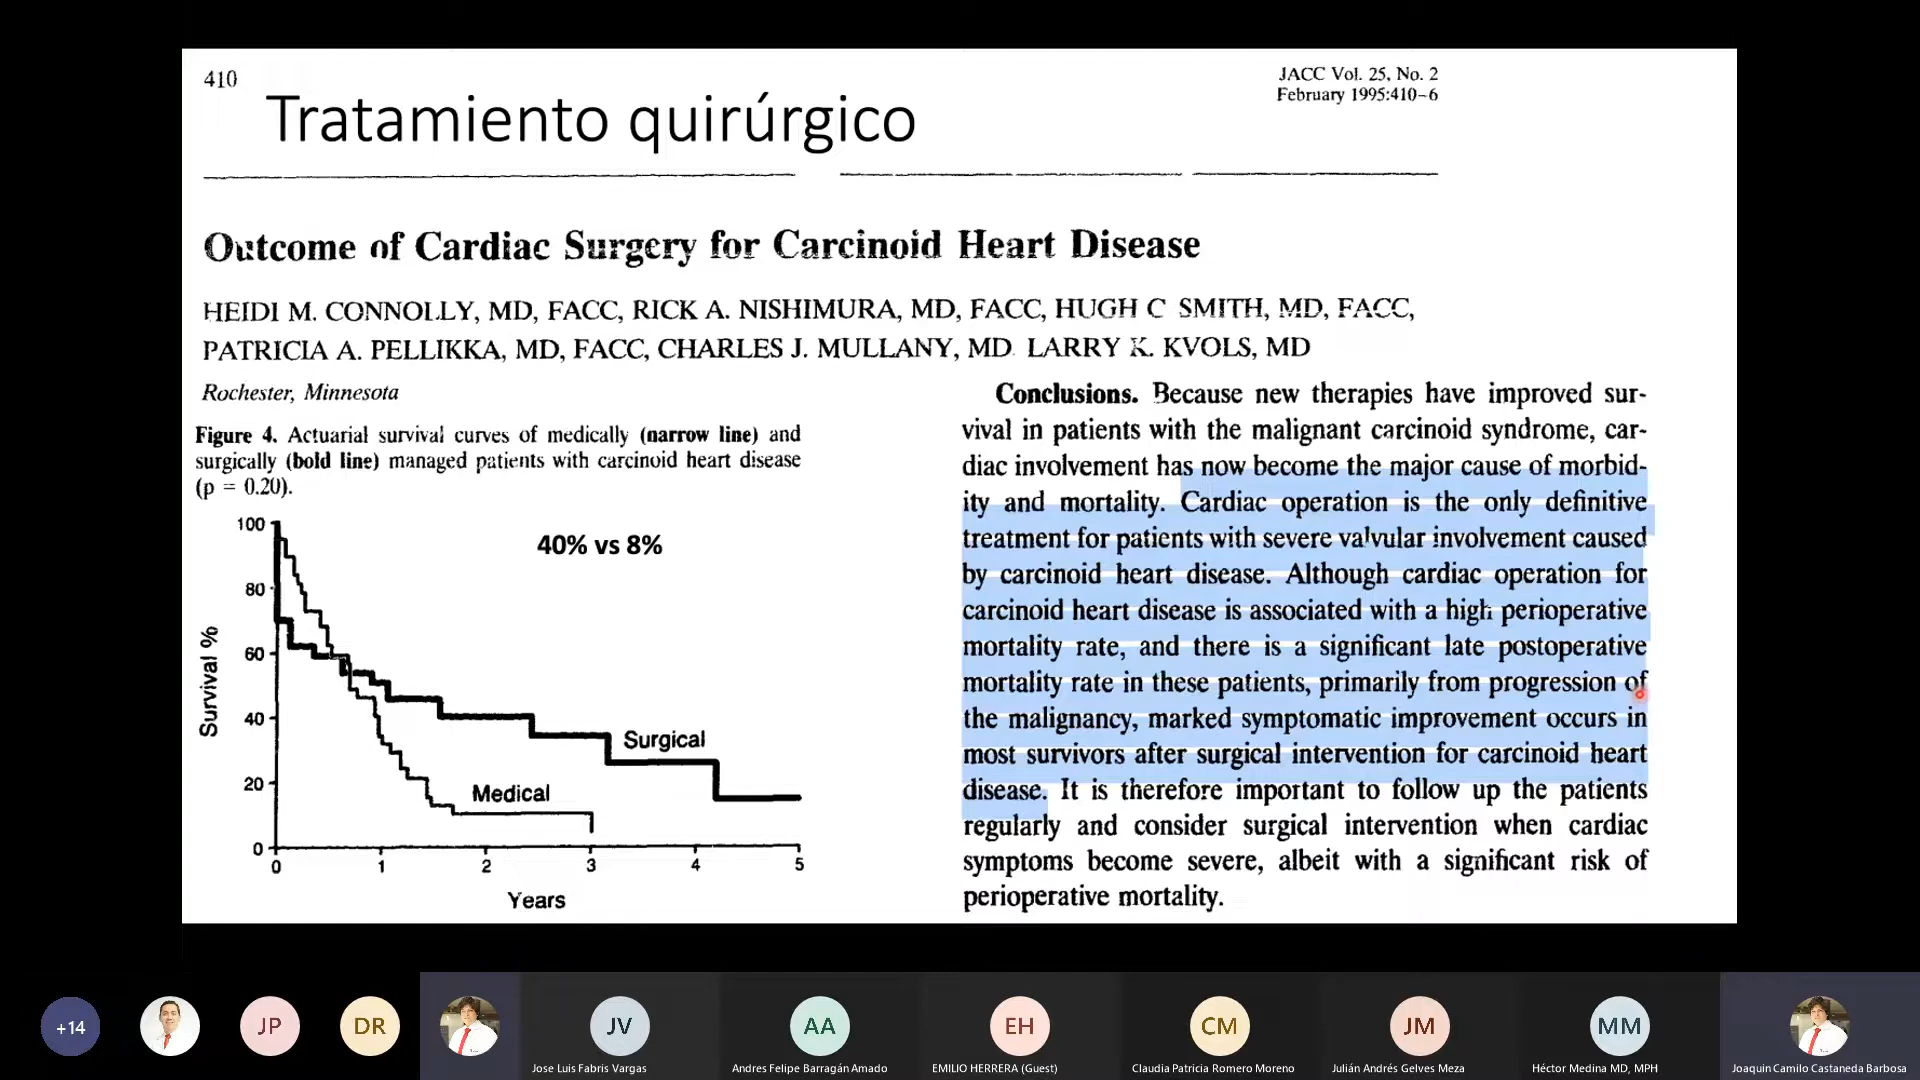 410
JACC Vol. 25, No. 2
February 1995:410–6
Tratamiento quirúrgico
Outcome of Cardiac Surgery for Carcinoid Heart Disease
HEIDI M. CONNOLLY, MD, FACC, RICK A. NISHIMURA, MD, FACC, HUGH C SMITH, MD, FACC,
PATRICIA A. PELLIKKA, MD, FACC, CHARLES J. MULLANY, MD. LARRY K. KVOLS, MD
Rochester, Minnesota
Figure 4. Actuarial survival curves of medically (narrow line) and
surgically (bold line) managed patients with carcinoid heart disease
(p = 0.20).
100
80
60
40
20
0
Survival %
40% vs 8%
Surgical
Medical
0 1 2 3 4 5
Years
Conclusions. Because new therapies have improved sur-
vival in patients with the malignant carcinoid syndrome, car-
diac involvement has now become the major cause of morbid-
ity and mortality. Cardiac operation is the only definitive
treatment for patients with severe valvular involvement caused
by carcinoid heart disease. Although cardiac operation for
carcinoid heart disease is associated with a high perioperative
mortality rate, and there is a significant late postoperative
mortality rate in these patients, primarily from progression of
the malignancy, marked symptomatic improvement occurs in
most survivors after surgical intervention for carcinoid heart
disease. It is therefore important to follow up the patients
regularly and consider surgical intervention when cardiac
symptoms become severe, albeit with a significant risk of
perioperative mortality.
+14
JP
DR
JV
AA
EH
CM
JM
MM
Jose Luis Fabris Vargas
Andres Felipe Barragán Amado
EMILIO HERRERA (Guest)
Claudia Patricia Romero Moreno
Julián Andrés Gelves Meza
Héctor Medina MD, MPH
Joaquin Camilo Castaneda Barbosa